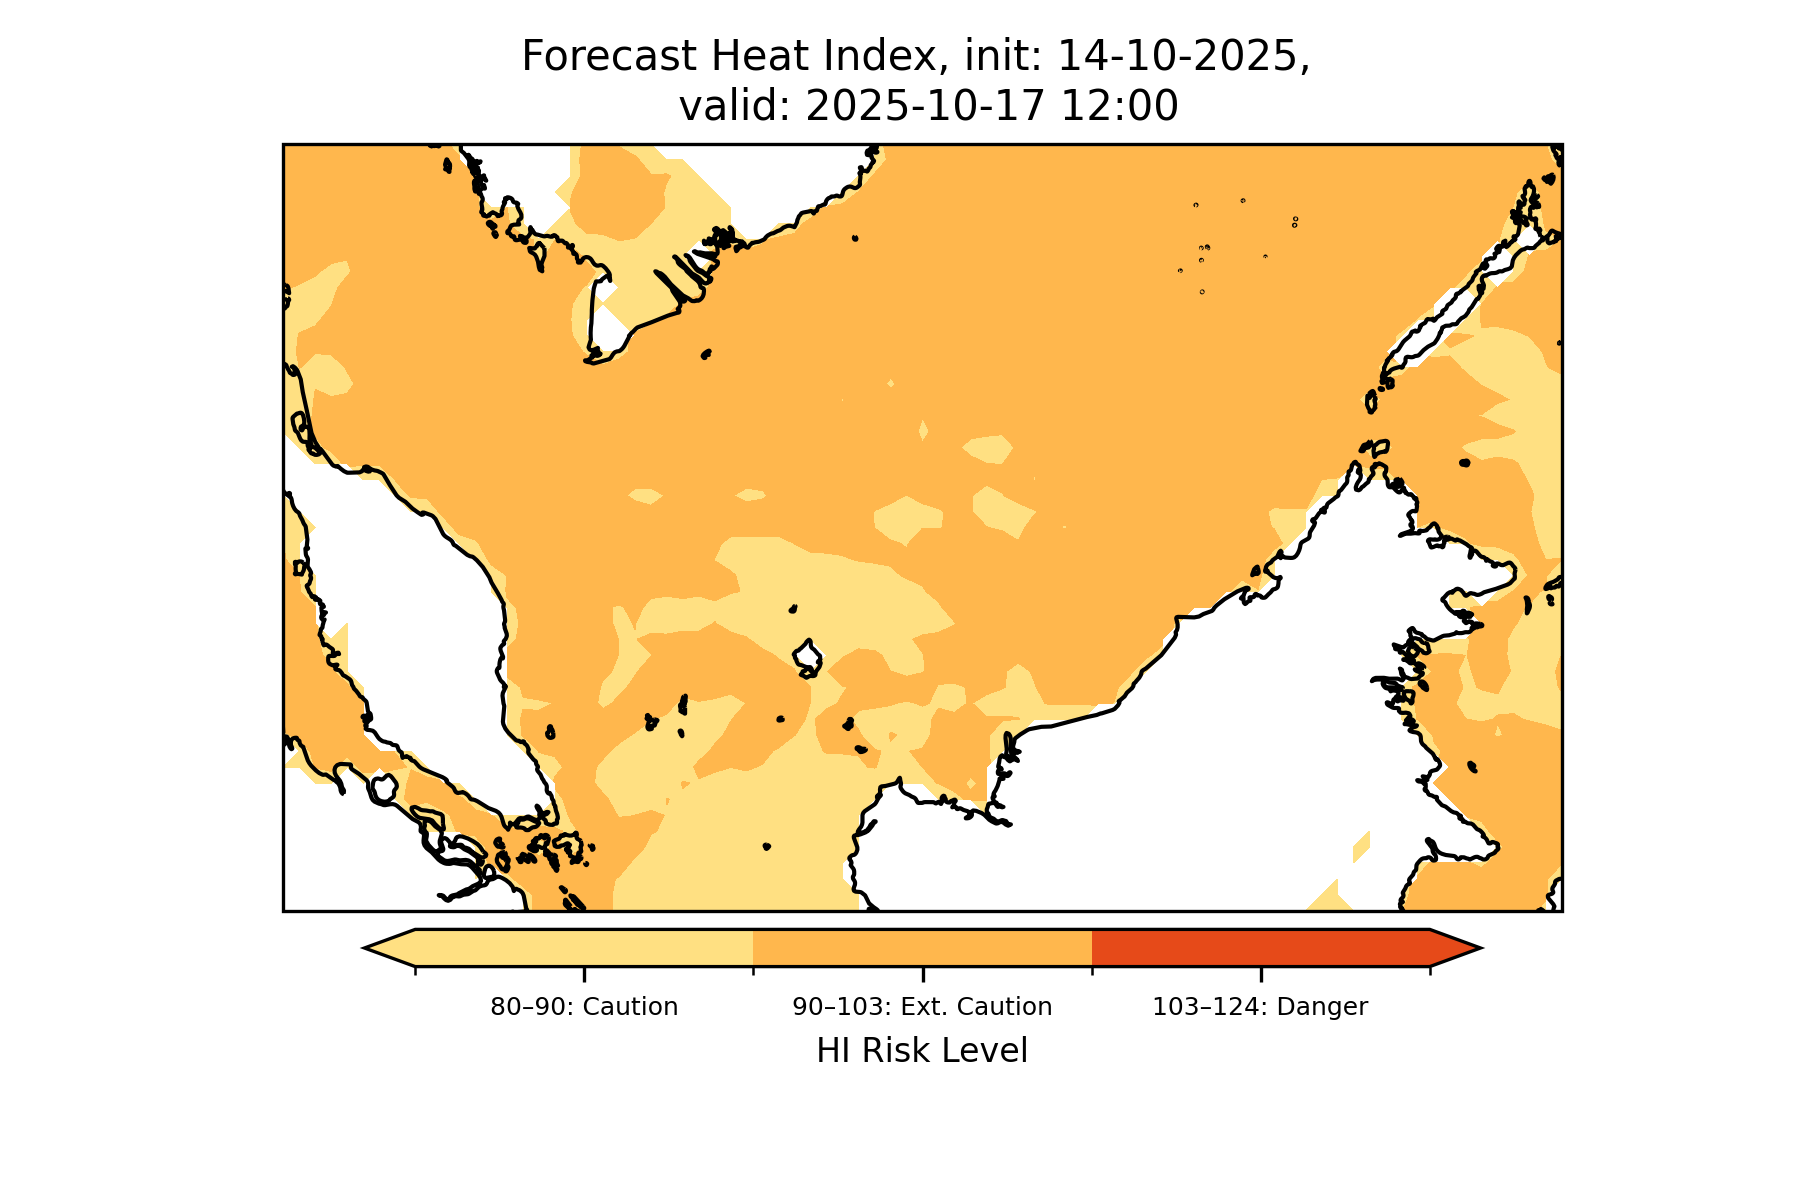 Forecast Heat Index, init: 14-10-2025,
valid: 2025-10-17 12:00
80–90: Caution
90–103: Ext. Caution
103–124: Danger
HI Risk Level